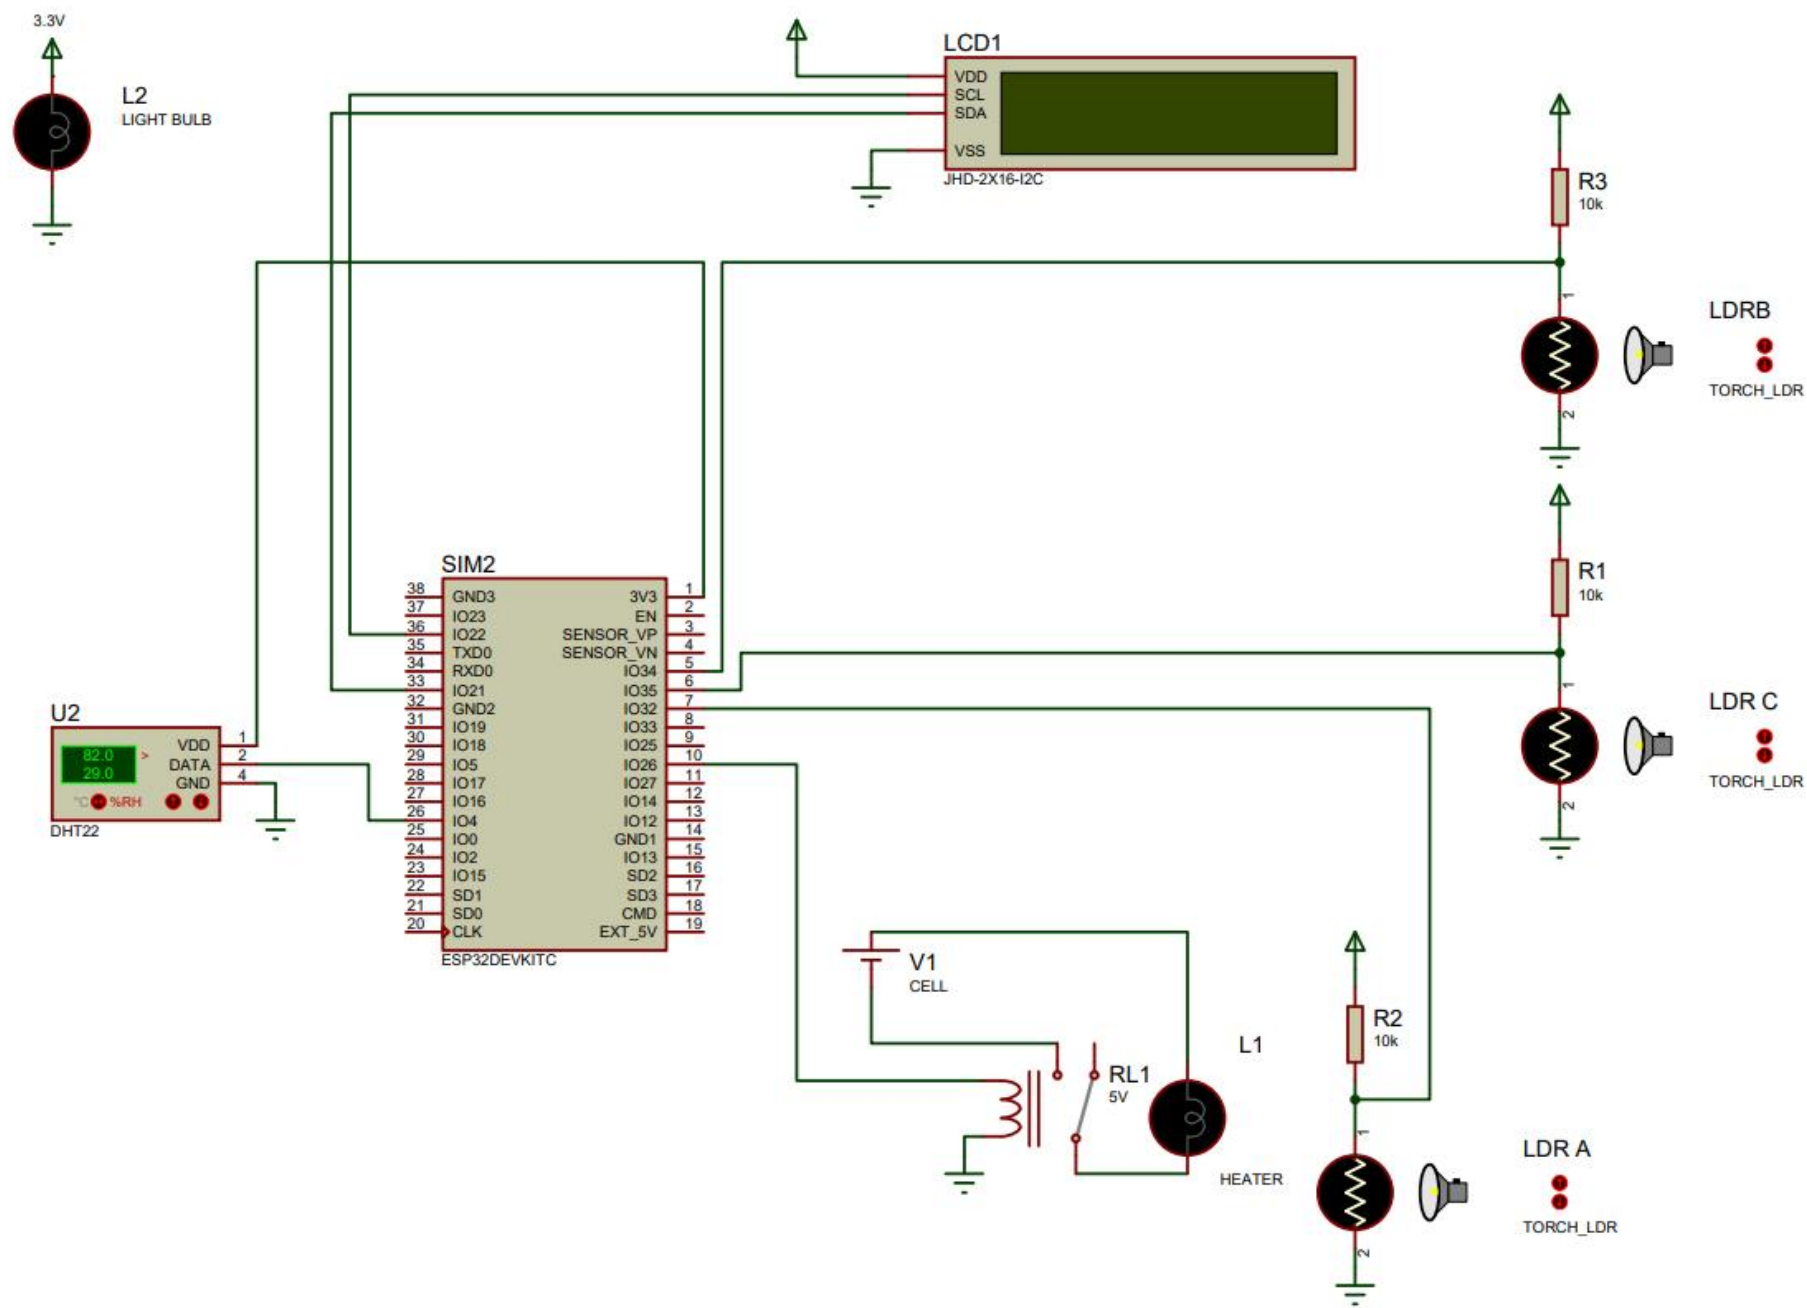 3.3V
L2
LIGHT BULB
LCD1
VDD
SCL
SDA
VSS
JHD-2X16-I2C
R3
10k
1
LDRB
2
TORCH_LDR
R1
10k
1
LDR C
2
TORCH_LDR
SIM2
38 GND3 3V3 1
37 IO23 EN 2
36 IO22 SENSOR_VP 3
35 TXD0 SENSOR_VN 4
34 RXD0 IO34 5
33 IO21 IO35 6
32 GND2 IO32 7
31 IO19 IO33 8
30 IO18 IO25 9
29 IO5 IO26 10
28 IO17 IO27 11
27 IO16 IO14 12
26 IO4 IO12 13
25 IO0 GND1 14
24 IO2 IO13 15
23 IO15 SD2 16
22 SD1 SD3 17
21 SD0 CMD 18
20 CLK EXT_5V 19
ESP32DEVKITC
U2
82.0 > VDD 1
29.0 DATA 2
GND 4
°C %RH
DHT22
V1
CELL
RL1
5V
L1
HEATER
R2
10k
1
LDR A
2
TORCH_LDR